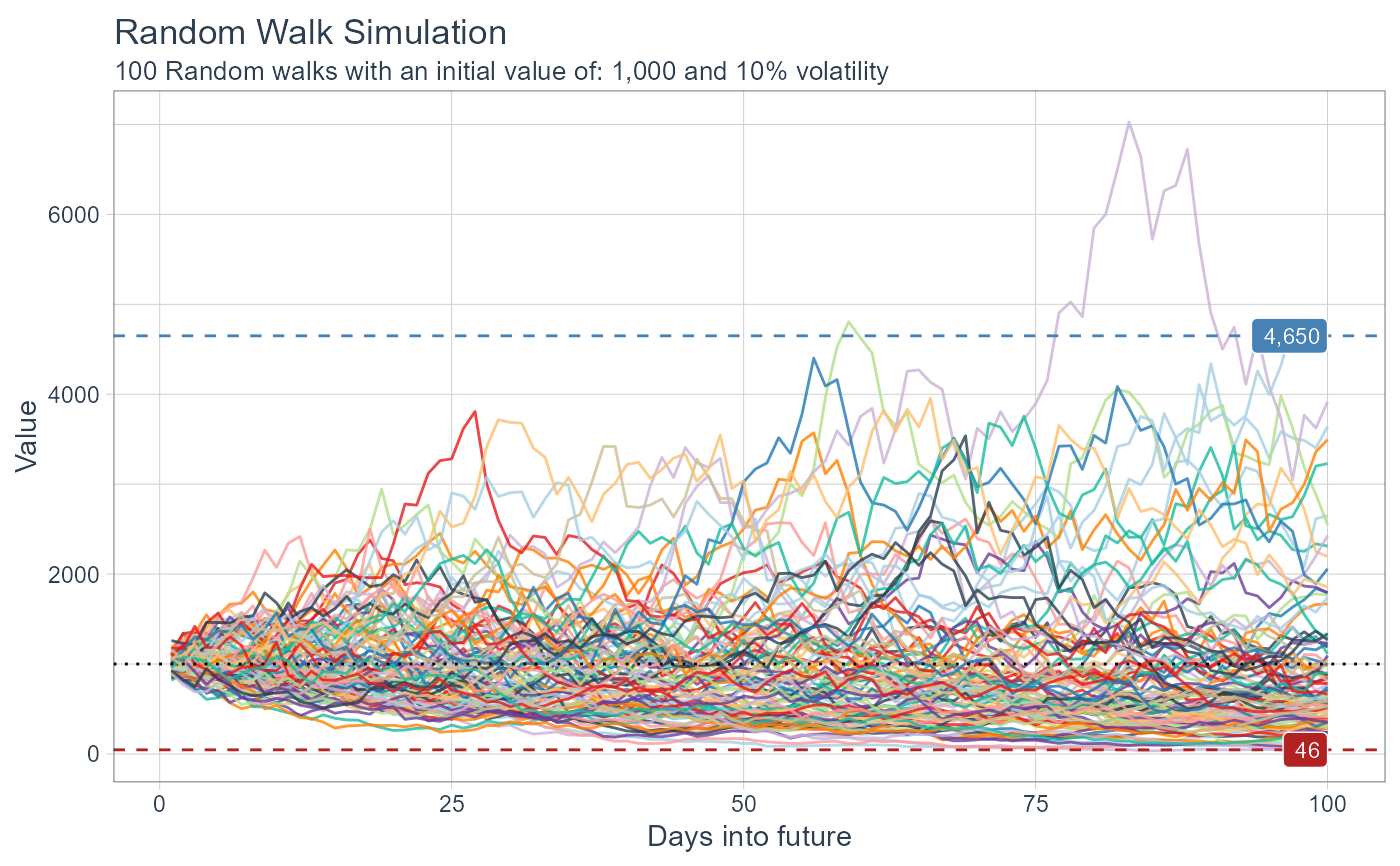 Random Walk Simulation
100 Random walks with an initial value of: 1,000 and 10% volatility
Value
6000
4000
2000
0
4,650
46
0 25 50 75 100
Days into future